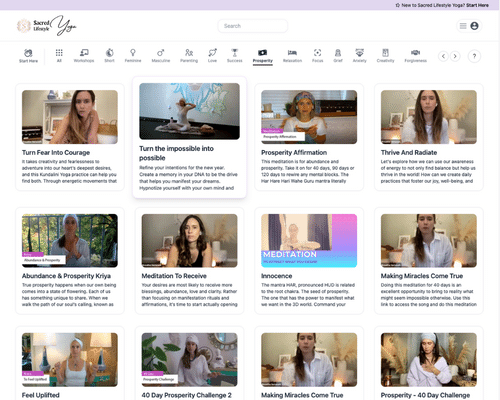 New to Sacred Lifestyle Yoga? Start Here
Sacred
Lifestyle
Yoga
Search
Start Here
All
Workshops
Short
Feminine
Masculine
Parenting
Love
Success
Prosperity
Relaxation
Focus
Grief
Anxiety
Creativity
Forgiveness
?
Turn Fear Into Courage
It takes creativity and fearlessness to
adventure into our heart's deepest desires,
and this Kundalini Yoga practice can help you
find both. Through energetic movements that
Turn the impossible into
possible
Refine your intentions for the new year.
Create a memory in your DNA to be the drive
that helps you manifest your dreams.
Hypnotize yourself with your own mind and
Meditation
Prosperity Affirmation
Prosperity Affirmation
This meditation is for abundance and
prosperity. Take it on for 40 days, 90 days or
120 days to rewire any mental blocks. The
Har Hare Hari Wahe Guru mantra literally
Thrive And Radiate
Let's explore how we can use our awareness
of energy to not only find balance but help us
thrive in the world! How can we create daily
practices that foster our joy, well-being, and
Kriya
Abundance & Prosperity
Abundance & Prosperity Kriya
True prosperity happens when our own being
comes into a state of flowering. Each of us
has something unique to share. When we
walk the path of our soul's calling, known as
Meditation To Receive
Your desires are most likely to receive more
blessings, abundance, love and clarity. Rather
than focusing on manifestation rituals and
affirmations, it's time to start actually opening
MEDITATION
Innocence
The mantra HAR, pronounced HUD is related
to the root chakra. The seed of prosperity.
The one that has the power to manifest what
we want in the 3D world. Command your
Making Miracles Come True
Doing this meditation for 40 days is an
excellent opportunity to bring to reality what
might seem impossible otherwise. Use this
link to access the song and do this meditation
Kriya
To Feel Uplifted
Feel Uplifted
Kriya
Prosperity Challenge
40 Day Prosperity Challenge 2
Making Miracles Come True
Prosperity - 40 Day Challenge